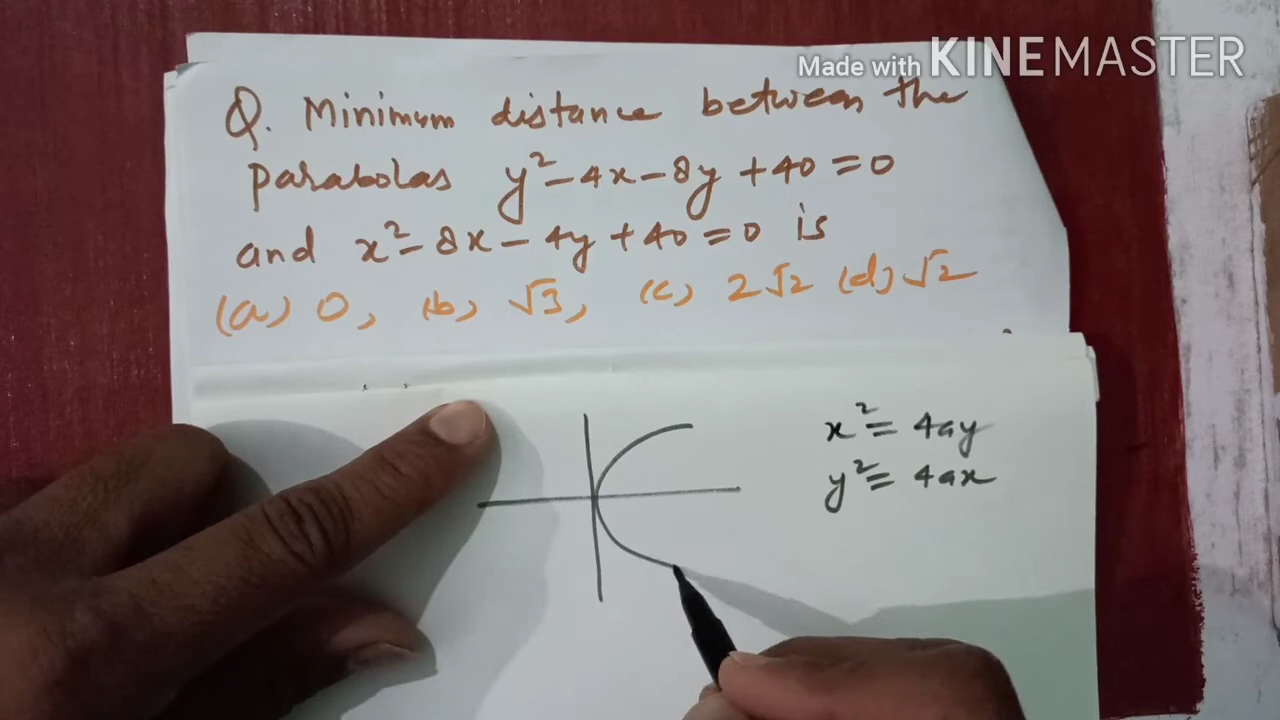 Made with KINEMASTER
Q. Minimum distance between the
parabolas y²-4x-8y+40=0
and x²-8x-4y+40=0 is
(a) 0, (b) √3, (c) 2√2 (d) √2
x²= 4ay
y²= 4ax